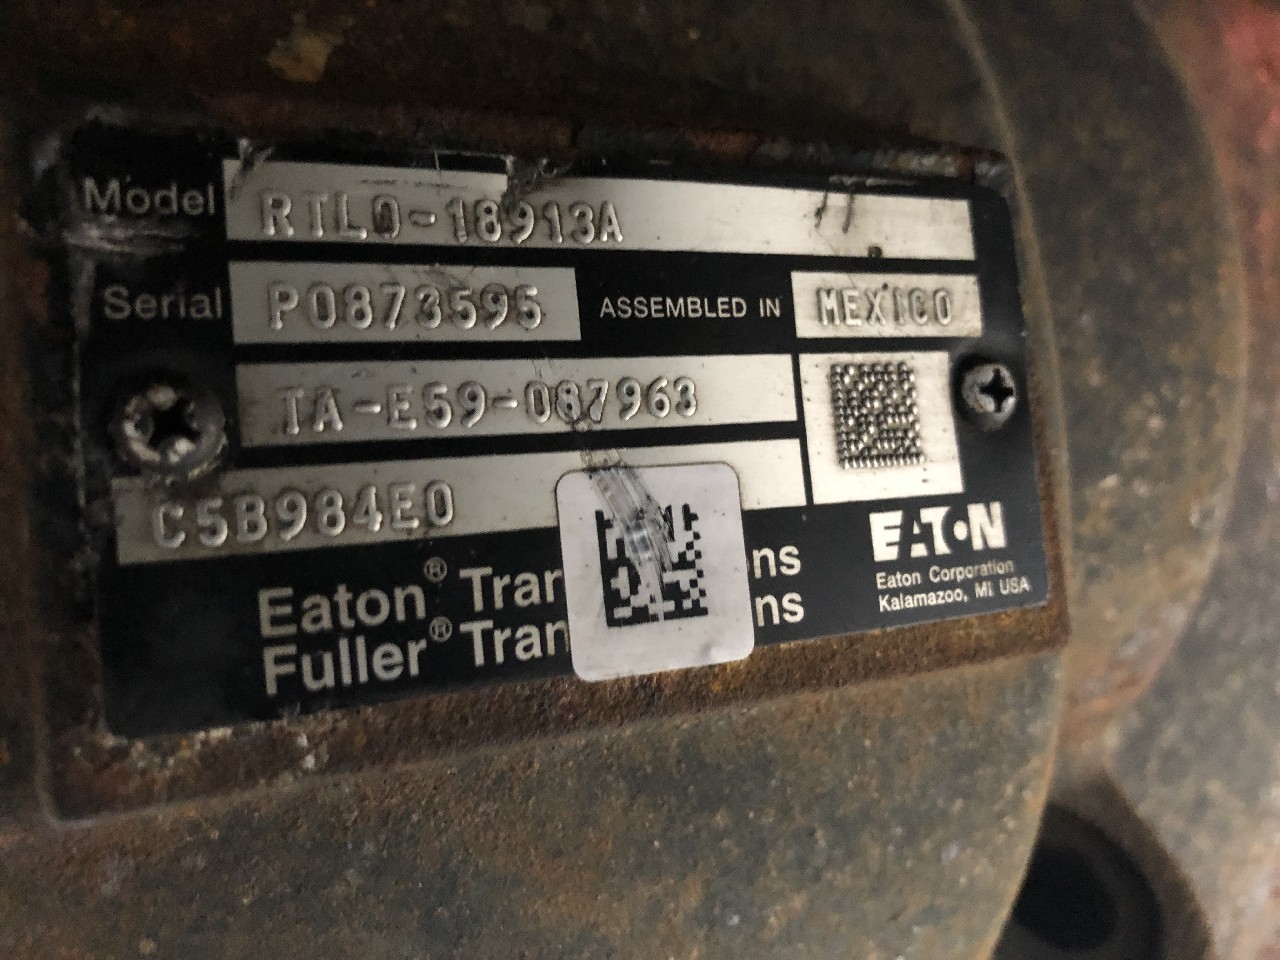 Model RTLO-18913A
Serial P0873595 ASSEMBLED IN MEXICO
TA-E59-087963
C5B984E0
Eaton® Tran ns
Fuller® Tran ns
EATON
Eaton Corporation
Kalamazoo, MI USA